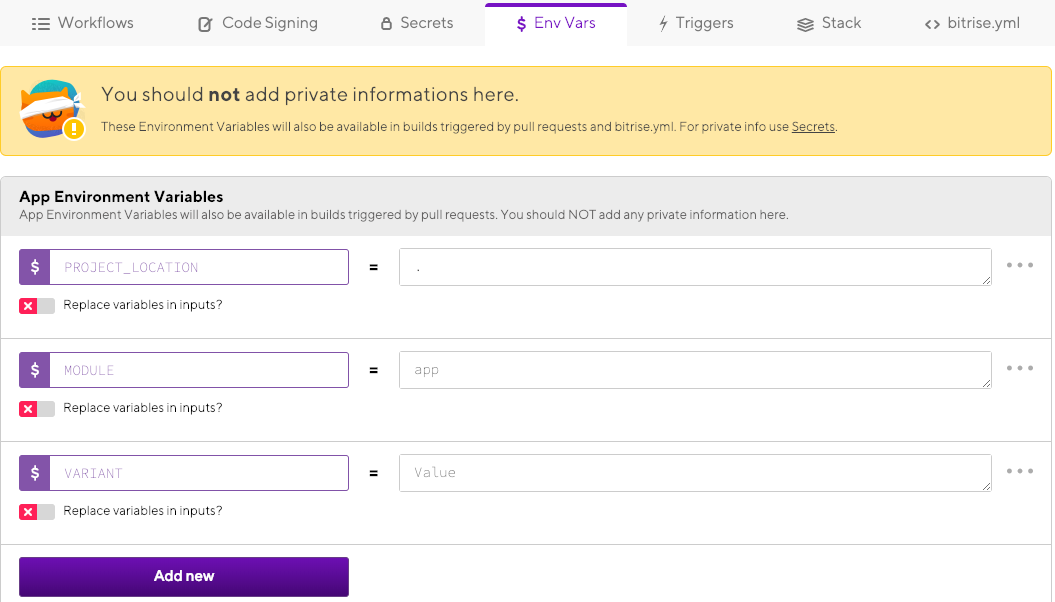 Workflows Code Signing Secrets $ Env Vars Triggers Stack <> bitrise.yml
You should not add private informations here.
These Environment Variables will also be available in builds triggered by pull requests and bitrise.yml. For private info use Secrets.
App Environment Variables
App Environment Variables will also be available in builds triggered by pull requests. You should NOT add any private information here.
$ PROJECT_LOCATION = .
Replace variables in inputs?
$ MODULE = app
Replace variables in inputs?
$ VARIANT = Value
Replace variables in inputs?
Add new